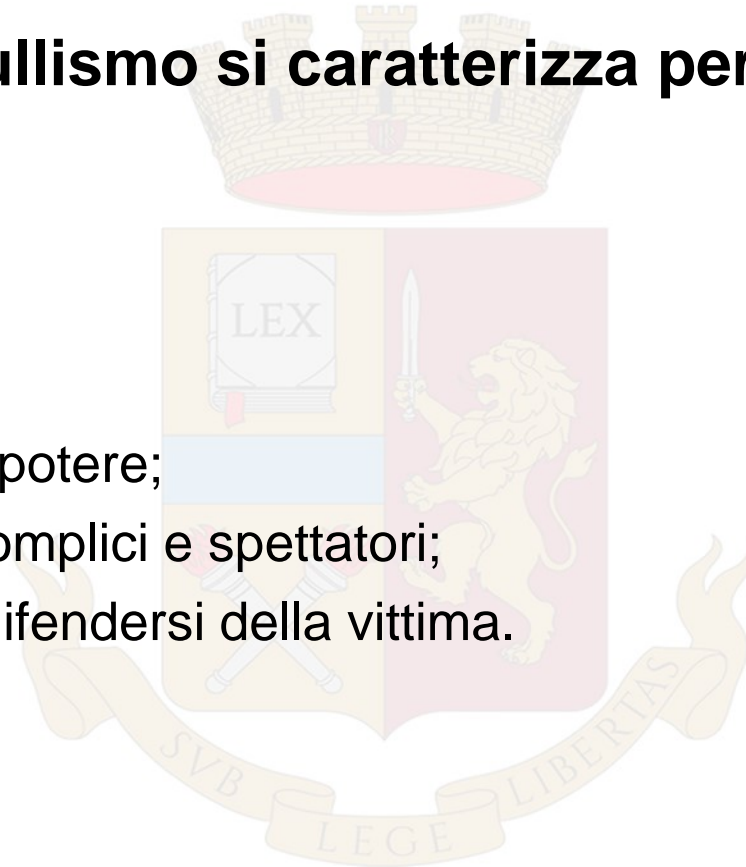 ullismo si caratterizza per
LEX
potere;
omplici e spettatori;
ifendersi della vittima.
SVB LEGE LIBERTAS